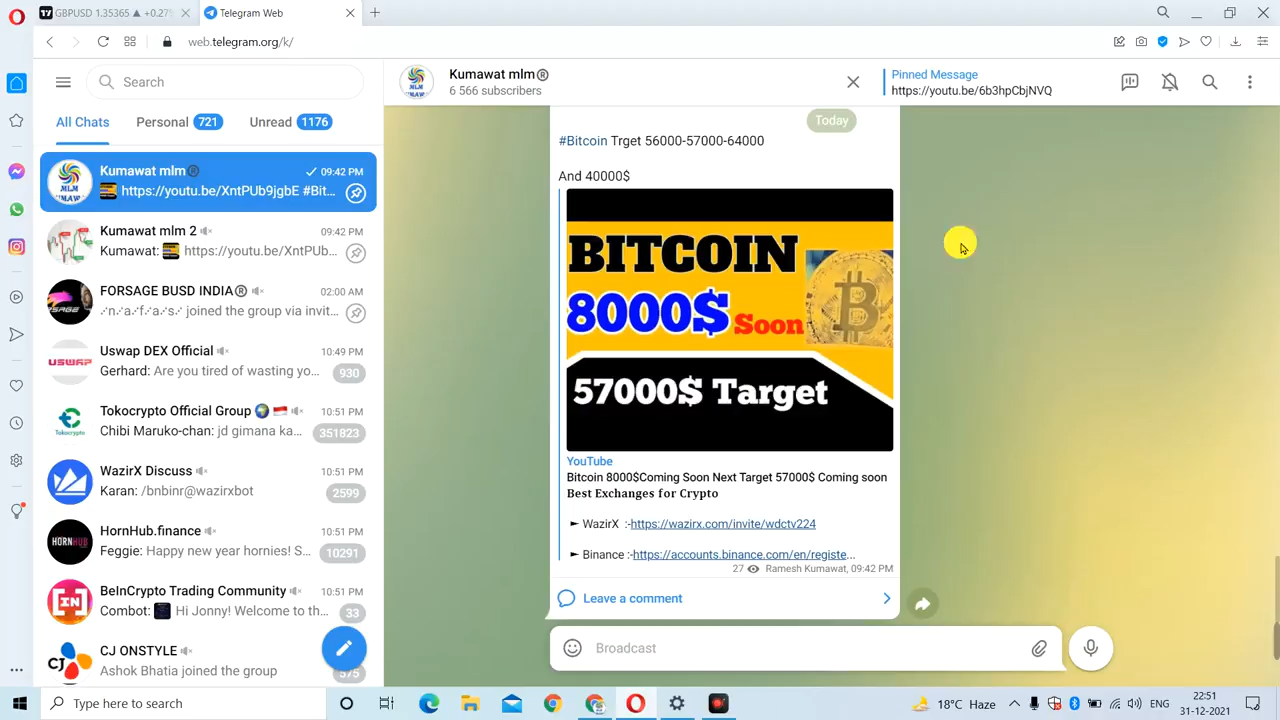 GBPUSD 1.35365 ▲ +0.27%
Telegram Web
web.telegram.org/k/
Search
All Chats
Personal 721
Unread 1176
Kumawat mlm®
09:42 PM
https://youtu.be/XntPUb9jgbE #Bit...
Kumawat mlm 2
09:42 PM
Kumawat: https://youtu.be/XntPUb...
FORSAGE BUSD INDIA®
02:00 AM
joined the group via invit...
Uswap DEX Official
10:49 PM
Gerhard: Are you tired of wasting yo...
930
Tokocrypto Official Group
10:51 PM
Chibi Maruko-chan: jd gimana ka...
351823
WazirX Discuss
10:51 PM
Karan: /bnbinr@wazirxbot
2599
HornHub.finance
10:51 PM
Feggie: Happy new year hornies! S...
10291
BeInCrypto Trading Community
10:51 PM
Combot: Hi Jonny! Welcome to th...
33
CJ ONSTYLE
10:51 PM
Ashok Bhatia joined the group
575
Kumawat mlm®
6 566 subscribers
Pinned Message
https://youtu.be/6b3hpCbjNVQ
Today
#Bitcoin Trget 56000-57000-64000
And 40000$
BITCOIN
8000$ Soon
57000$ Target
YouTube
Bitcoin 8000$Coming Soon Next Target 57000$ Coming soon
Best Exchanges for Crypto
► WazirX :-https://wazirx.com/invite/wdctv224
► Binance :-https://accounts.binance.com/en/registe...
27 Ramesh Kumawat, 09:42 PM
Leave a comment
Broadcast
Type here to search
18°C Haze
ENG
22:51
31-12-2021